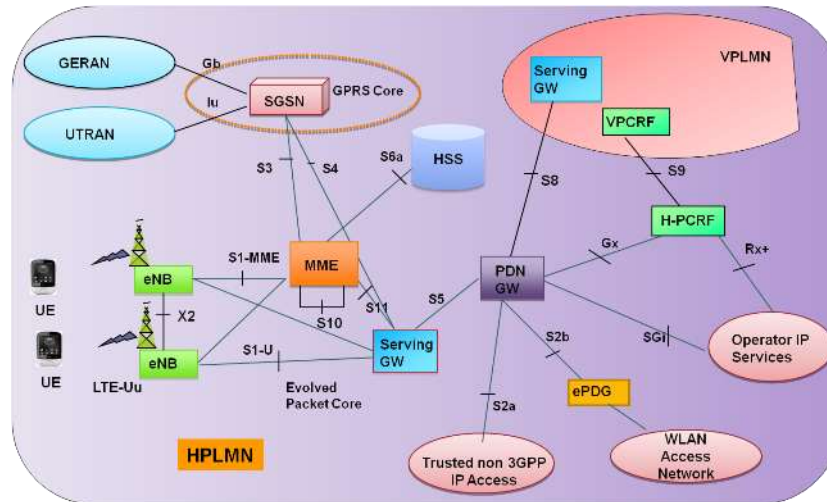 GERAN
Gb
GPRS Core
SGSN
Iu
UTRAN
VPLMN
Serving
GW
VPCRF
S3
S4
S6a
HSS
S8
S9
H-PCRF
Gx
Rx+
S1-MME
MME
eNB
UE
X2
S10
S11
S5
PDN
GW
SGi
Operator IP
Services
eNB
UE
LTE-Uu
S1-U
Serving
GW
Evolved
Packet Core
S2b
ePDG
S2a
HPLMN
Trusted non 3GPP
IP Access
WLAN
Access
Network